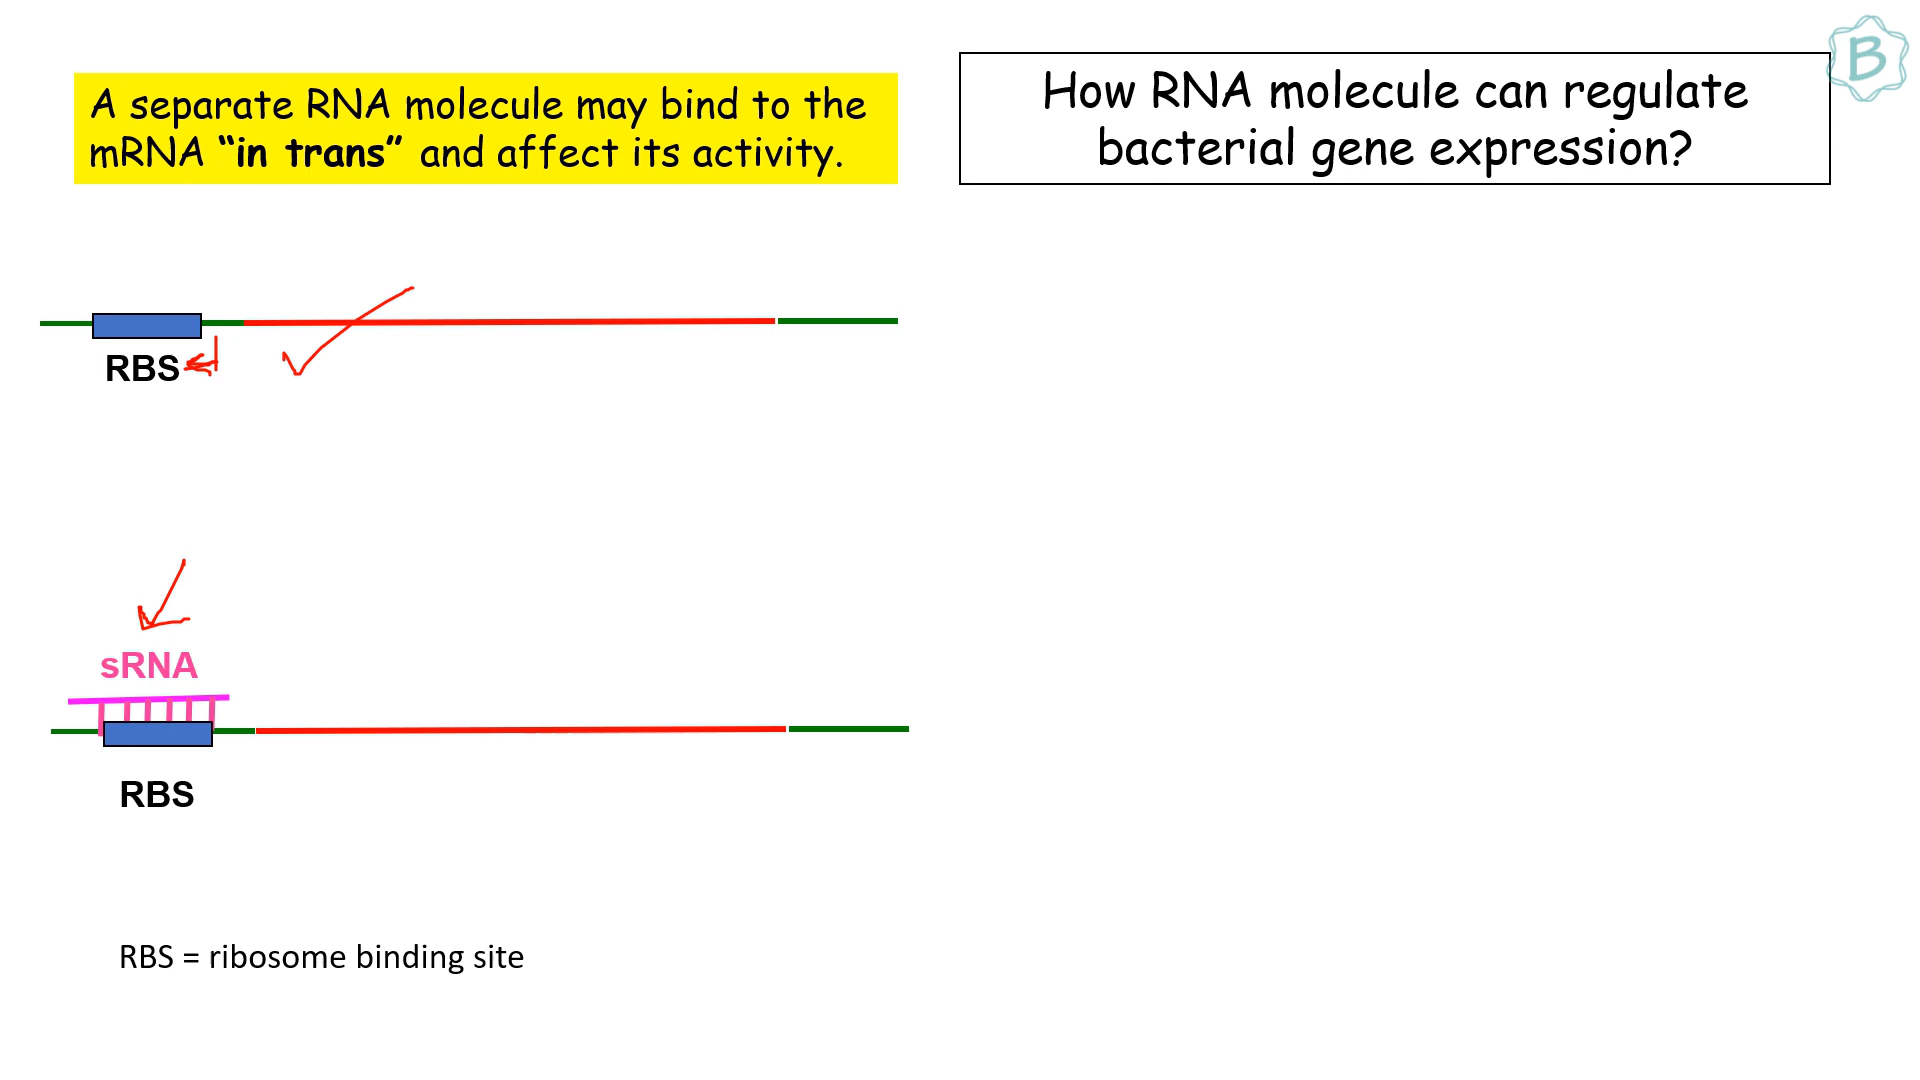 A separate RNA molecule may bind to the
mRNA “in trans” and affect its activity.
How RNA molecule can regulate
bacterial gene expression?
B
RBS
sRNA
RBS
RBS = ribosome binding site